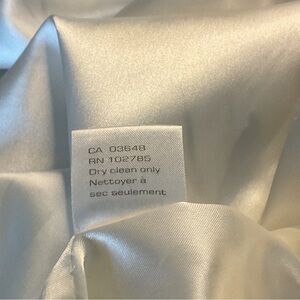 CA 03648
RN 102785
Dry clean only
Nettoyer à
sec seulement